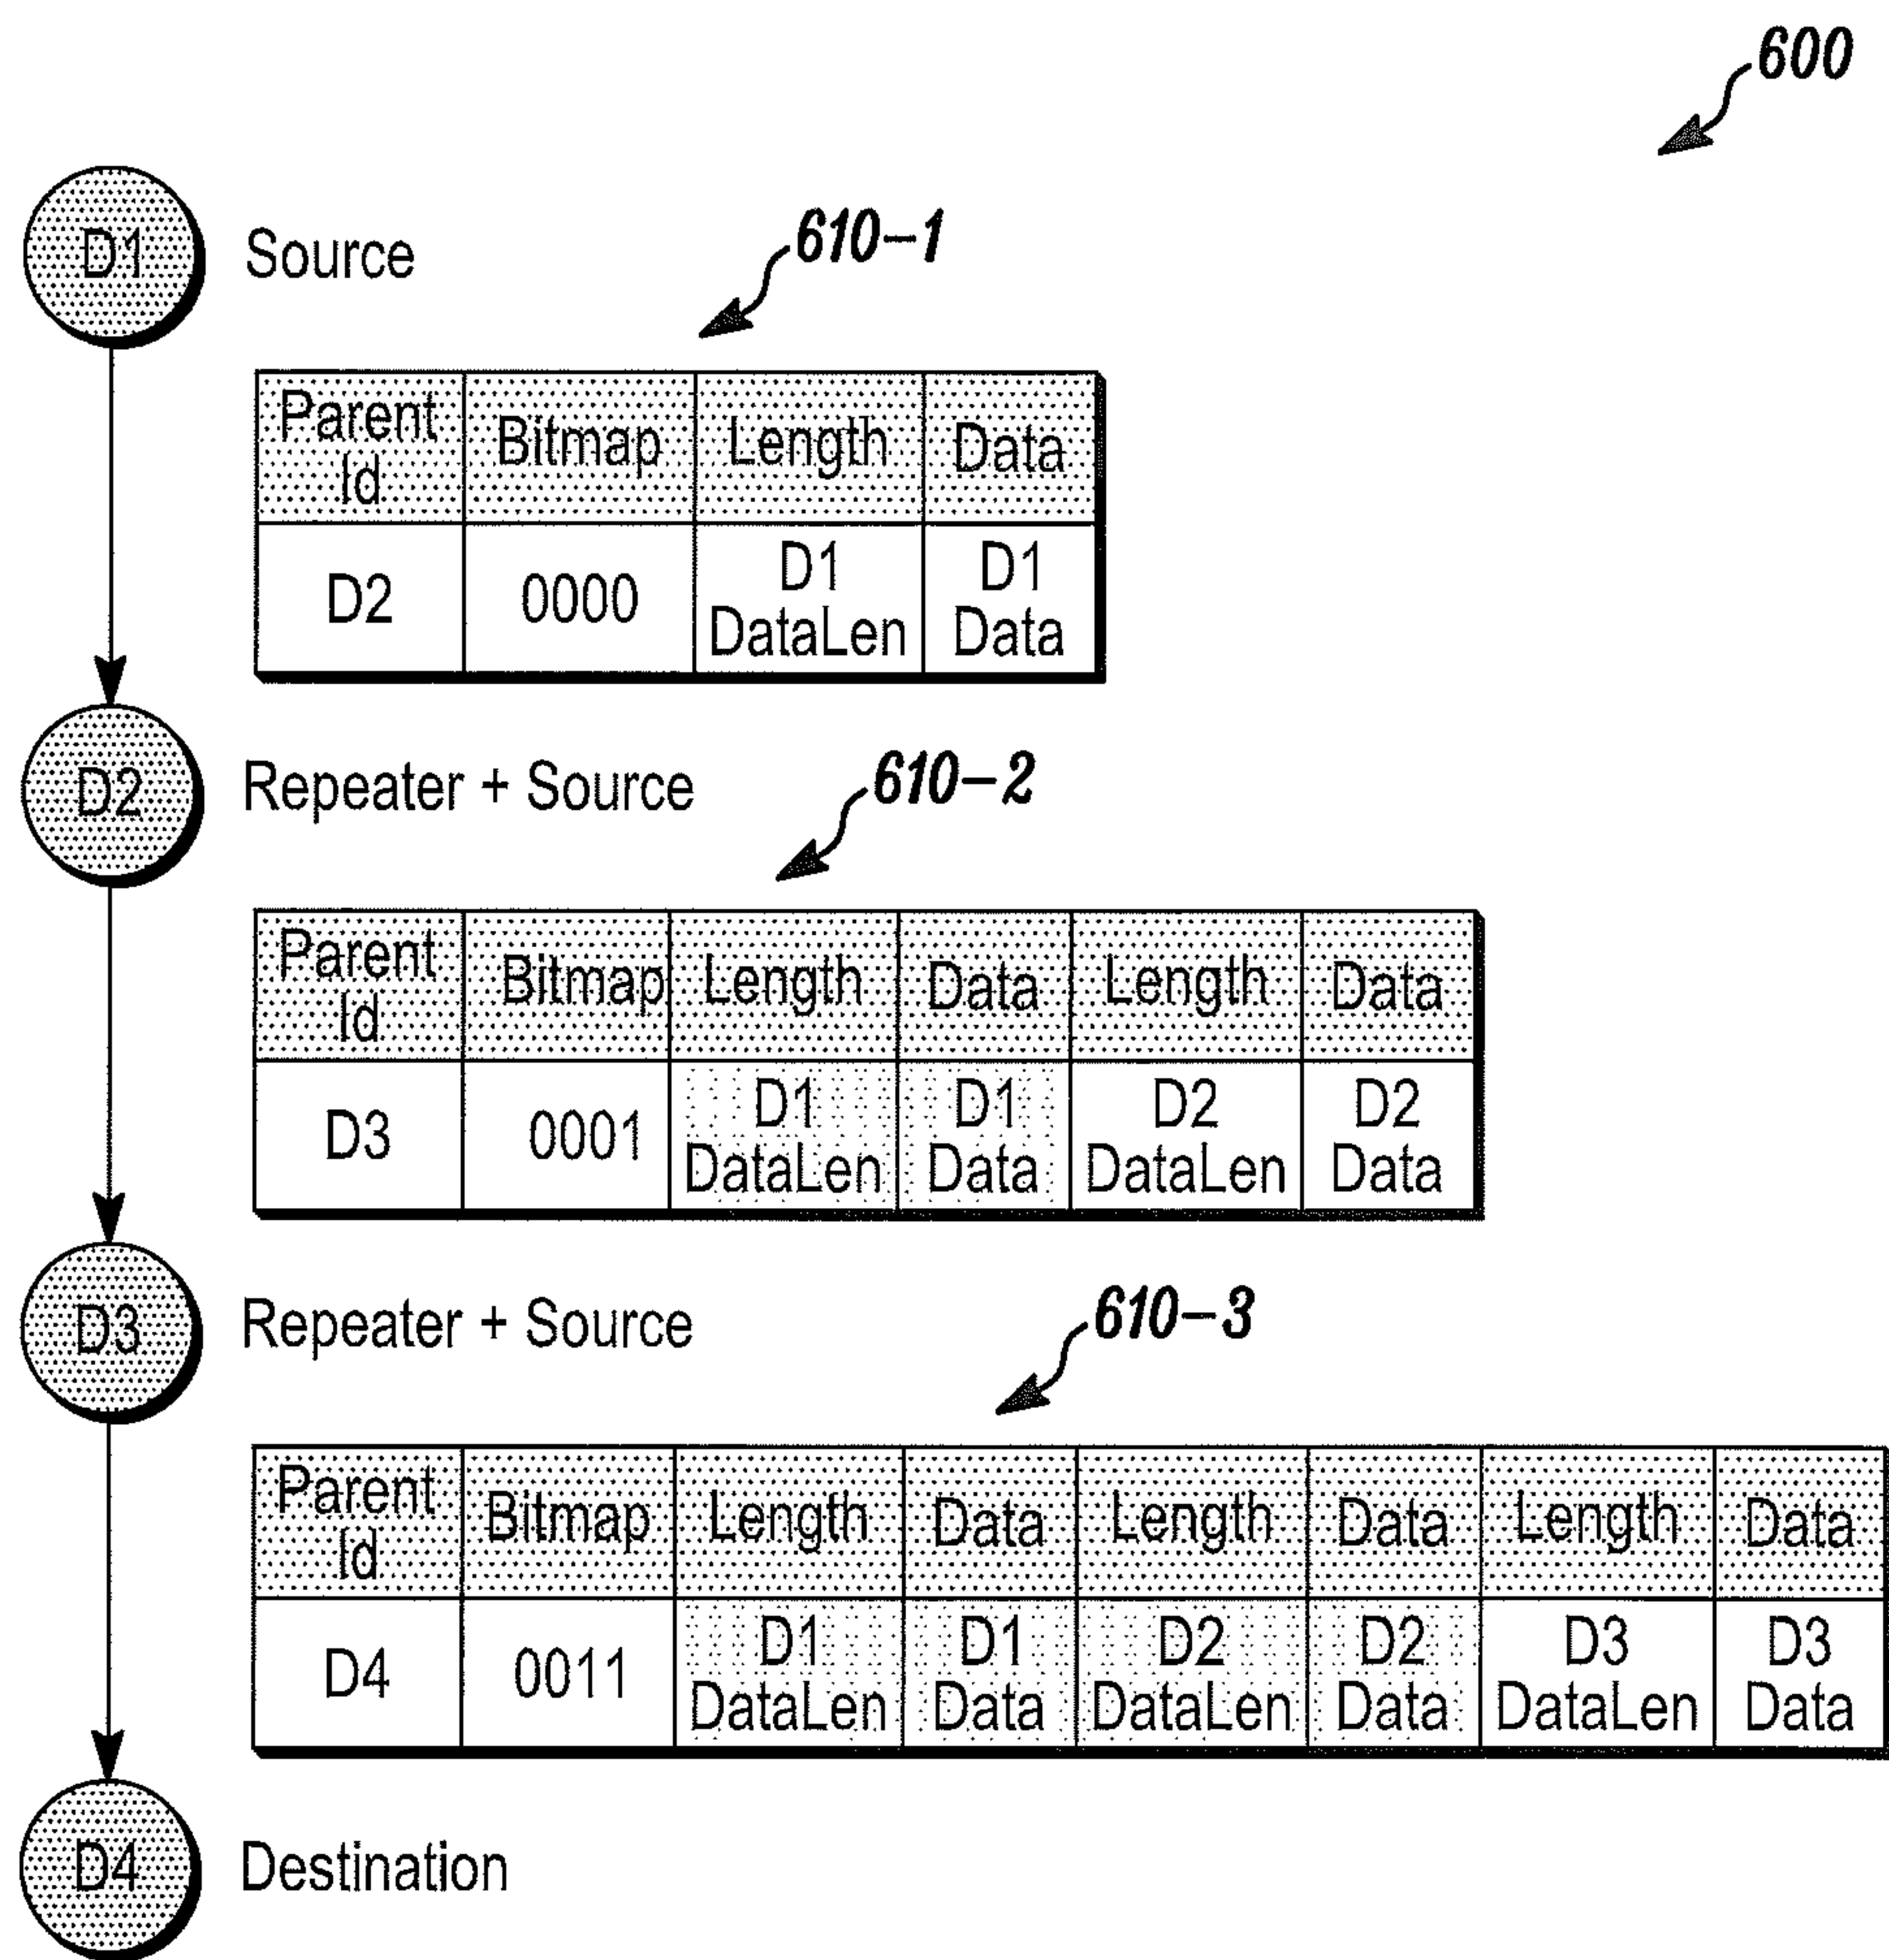 600
D1 Source
610-1
Parent Id Bitmap Length Data
D2 0000 D1 DataLen D1 Data
D2 Repeater + Source
610-2
Parent Id Bitmap Length Data Length Data
D3 0001 D1 DataLen D1 Data D2 DataLen D2 Data
D3 Repeater + Source
610-3
Parent Id Bitmap Length Data Length Data Length Data
D4 0011 D1 DataLen D1 Data D2 DataLen D2 Data D3 DataLen D3 Data
D4 Destination